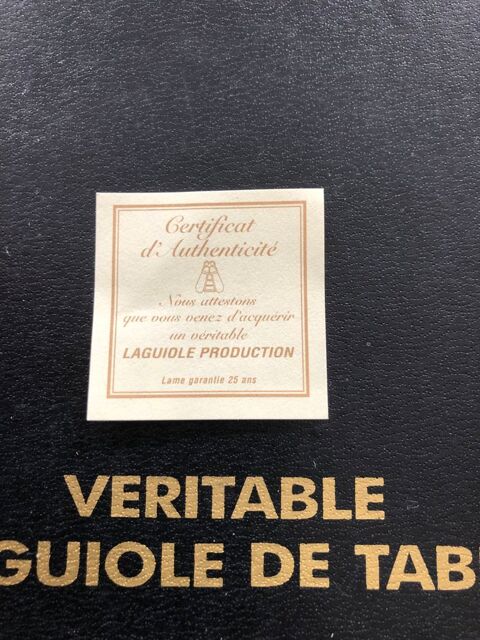 Certificat
d'Authenticité
Nous attestons
que vous venez d'acquérir
un véritable
LAGUIOLE PRODUCTION
Lame garantie 25 ans
VERITABLE
GUIOLE DE TAB